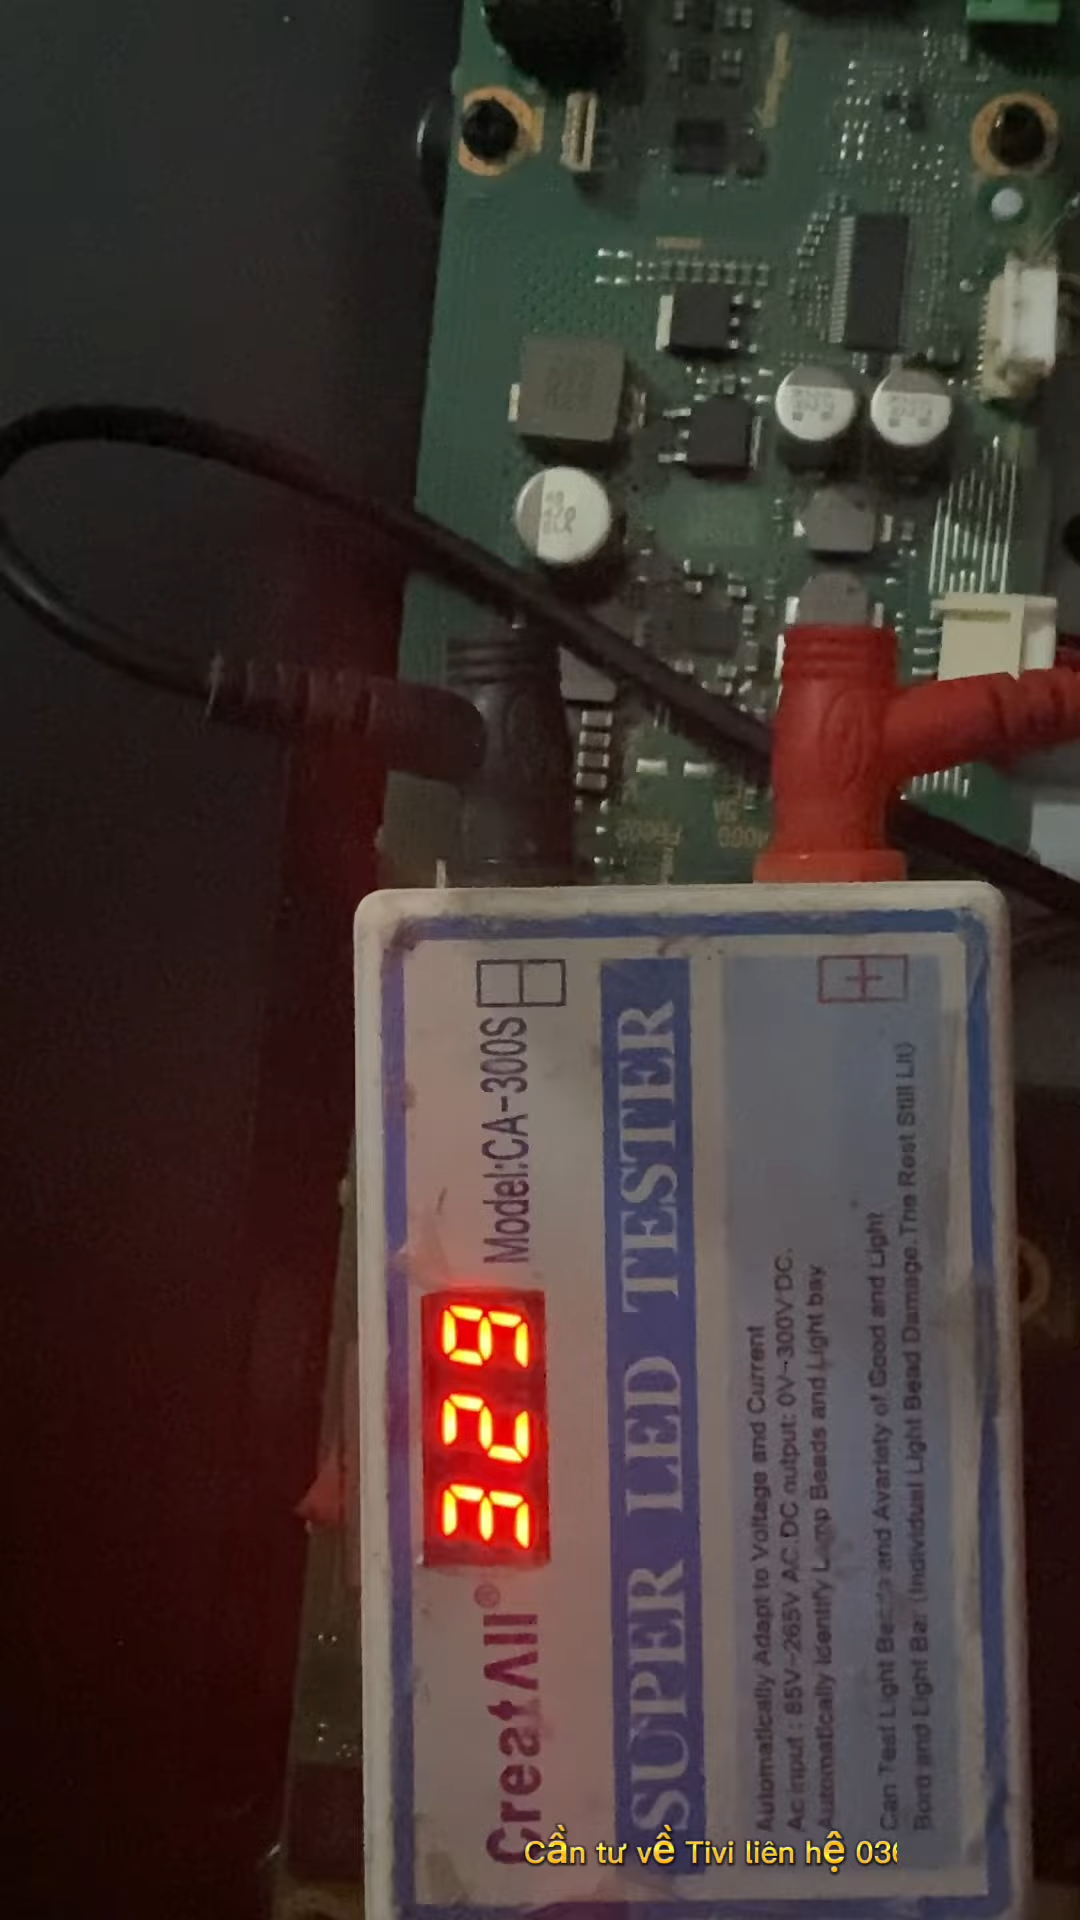 CreatAll®
329
Model:CA-300S
SUPER LED TESTER
Automatically Adapt to Voltage and Current
Ac input : 85V~265V AC.DC output: 0V~300V DC.
Automatically Identify Lamp Beads and Light bay
Can Test Light Beads and Avariety of Good and Light
Bord and Light Bar (Individual Light Bead Damage.The Rest Still Lit)
Cần tư về Tivi liên hệ 036